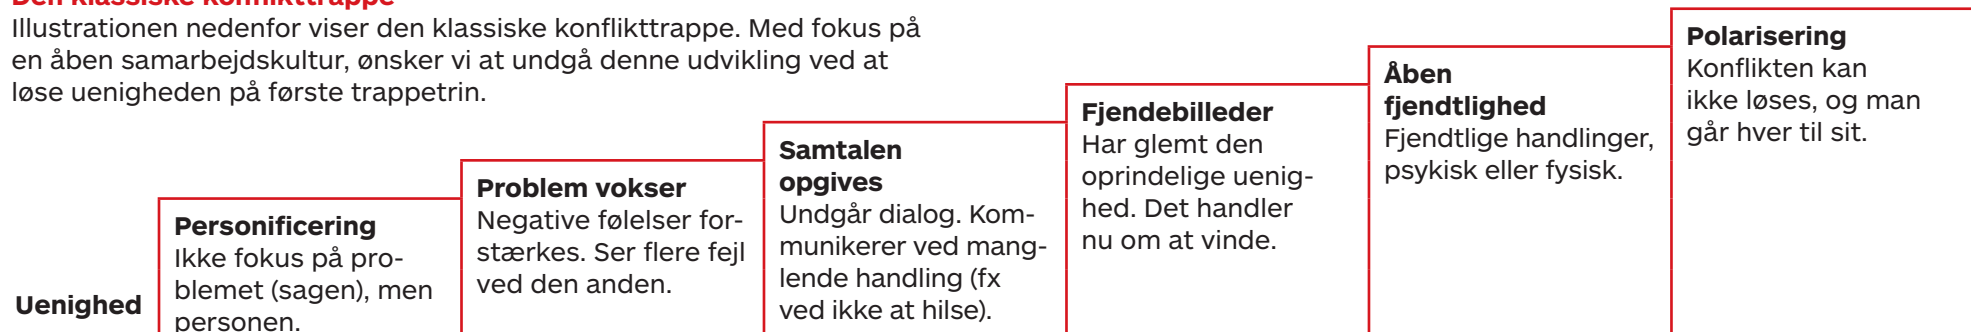 Den klassiske konflikttrappe
Illustrationen nedenfor viser den klassiske konflikttrappe. Med fokus på
en åben samarbejdskultur, ønsker vi at undgå denne udvikling ved at
løse uenigheden på første trappetrin.
Uenighed
Personificering
Ikke fokus på pro-
blemet (sagen), men
personen.
Problem vokser
Negative følelser for-
stærkes. Ser flere fejl
ved den anden.
Samtalen
opgives
Undgår dialog. Kom-
munikerer ved mang-
lende handling (fx
ved ikke at hilse).
Fjendebilleder
Har glemt den
oprindelige uenig-
hed. Det handler
nu om at vinde.
Åben
fjendtlighed
Fjendtlige handlinger,
psykisk eller fysisk.
Polarisering
Konflikten kan
ikke løses, og man
går hver til sit.